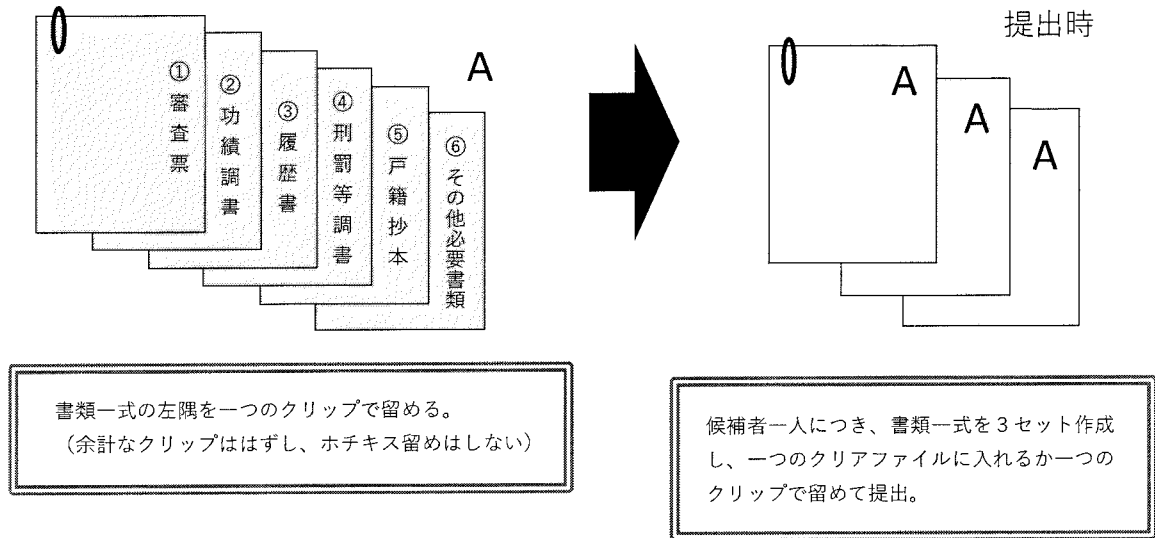 提出時
①審査票
②功績調書
③履歴書
④刑罰等調書
⑤戸籍抄本
⑥その他必要書類
A
A
A
A
書類一式の左隅を一つのクリップで留める。
（余計なクリップははずし、ホチキス留めはしない）
候補者一人につき、書類一式を３セット作成
し、一つのクリアファイルに入れるか一つの
クリップで留めて提出。